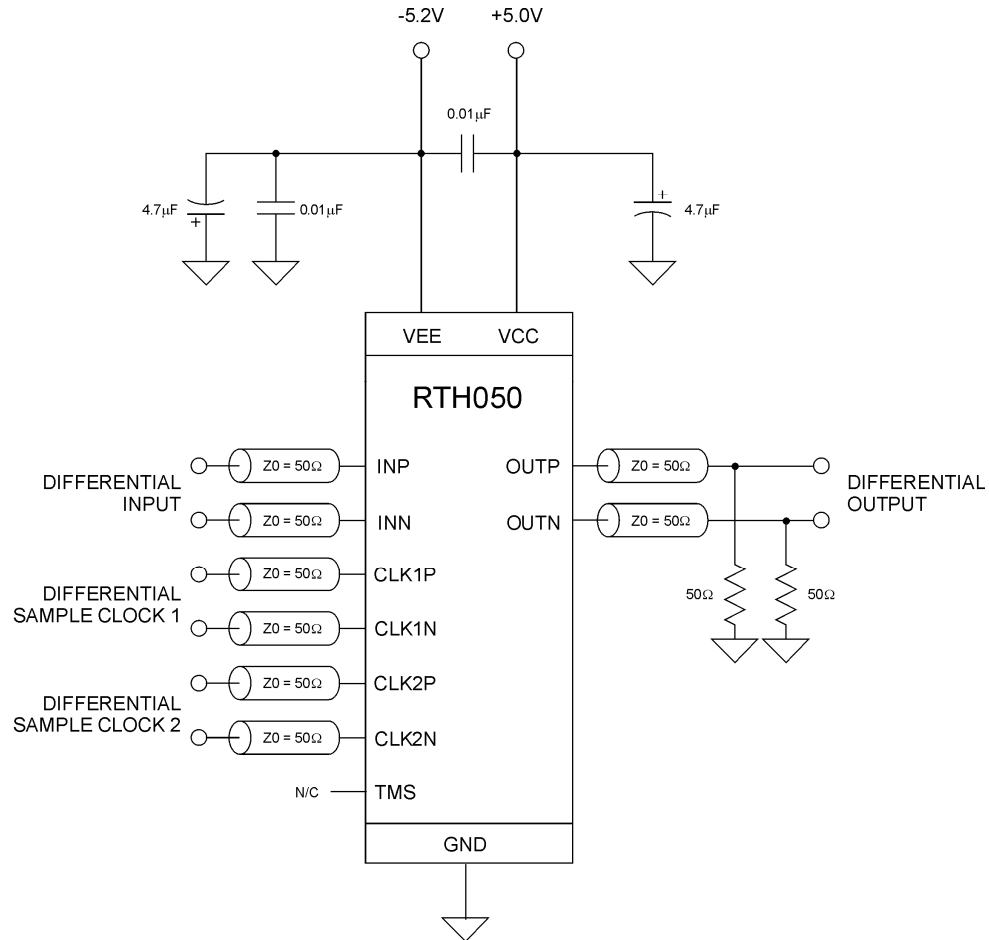 -5.2V
+5.0V
0.01µF
4.7µF
+
0.01µF
+
4.7µF
VEE
VCC
RTH050
DIFFERENTIAL
INPUT
Z0 = 50Ω
INP
Z0 = 50Ω
INN
OUTP
Z0 = 50Ω
OUTN
Z0 = 50Ω
DIFFERENTIAL
OUTPUT
DIFFERENTIAL
SAMPLE CLOCK 1
Z0 = 50Ω
CLK1P
Z0 = 50Ω
CLK1N
50Ω
50Ω
DIFFERENTIAL
SAMPLE CLOCK 2
Z0 = 50Ω
CLK2P
Z0 = 50Ω
CLK2N
N/C
TMS
GND